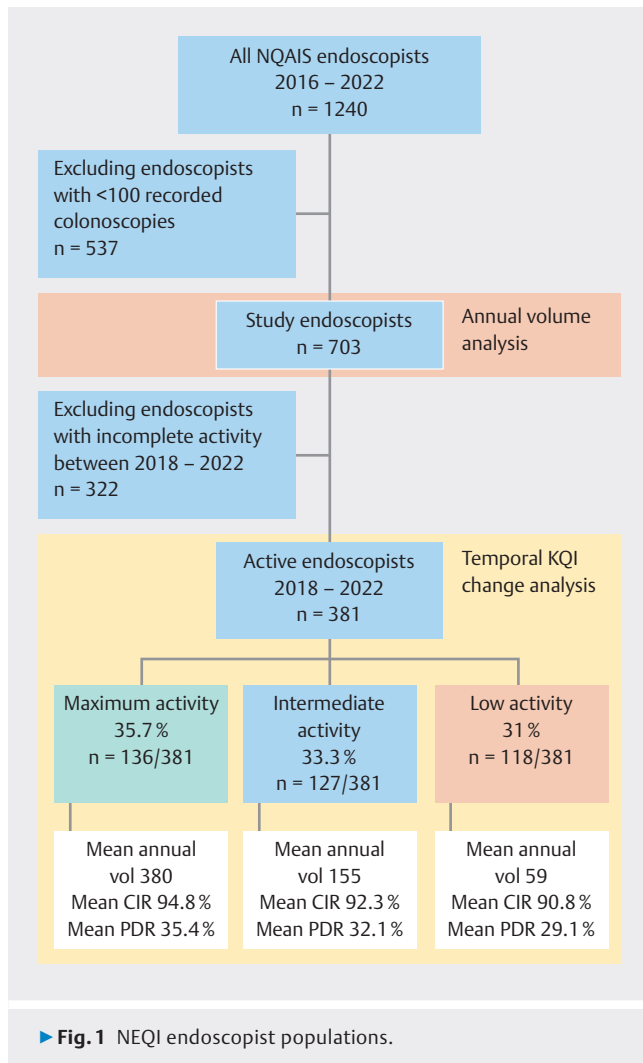 All NQAIS endoscopists
2016 – 2022
n = 1240
Excluding endoscopists
with <100 recorded
colonoscopies
n = 537
Study endoscopists
n = 703
Annual volume
analysis
Excluding endoscopists
with incomplete activity
between 2018 – 2022
n = 322
Active endoscopists
2018 – 2022
n = 381
Temporal KQI
change analysis
Maximum activity
35.7 %
n = 136/381
Intermediate
activity
33.3 %
n = 127/381
Low activity
31 %
n = 118/381
Mean annual
vol 380
Mean CIR 94.8 %
Mean PDR 35.4 %
Mean annual
vol 155
Mean CIR 92.3 %
Mean PDR 32.1 %
Mean annual
vol 59
Mean CIR 90.8 %
Mean PDR 29.1 %
▶ Fig. 1 NEQI endoscopist populations.